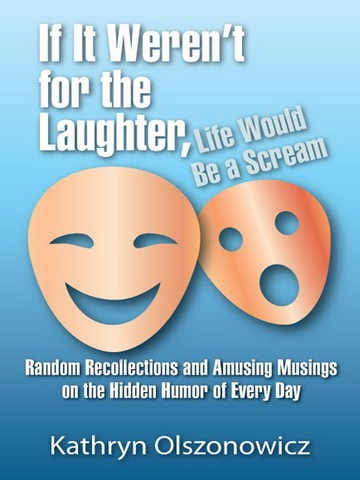 If It Weren't
for the
Laughter,
Life Would
Be a Scream
Random Recollections and Amusing Musings
on the Hidden Humor of Every Day
Kathryn Olszonowicz